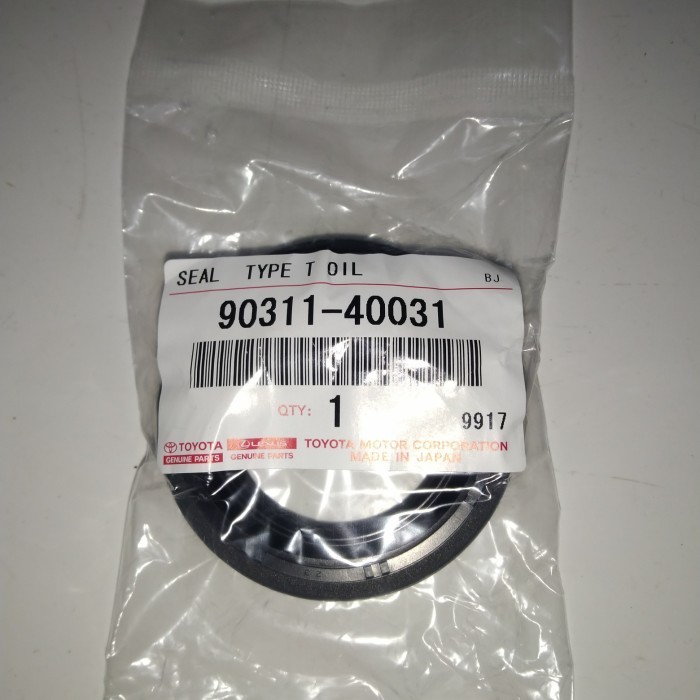 SEAL TYPE T OIL
BJ
90311-40031
QTY: 1
9917
TOYOTA
GENUINE PARTS
LEXUS
GENUINE PARTS
TOYOTA MOTOR CORPORATION
MADE IN JAPAN